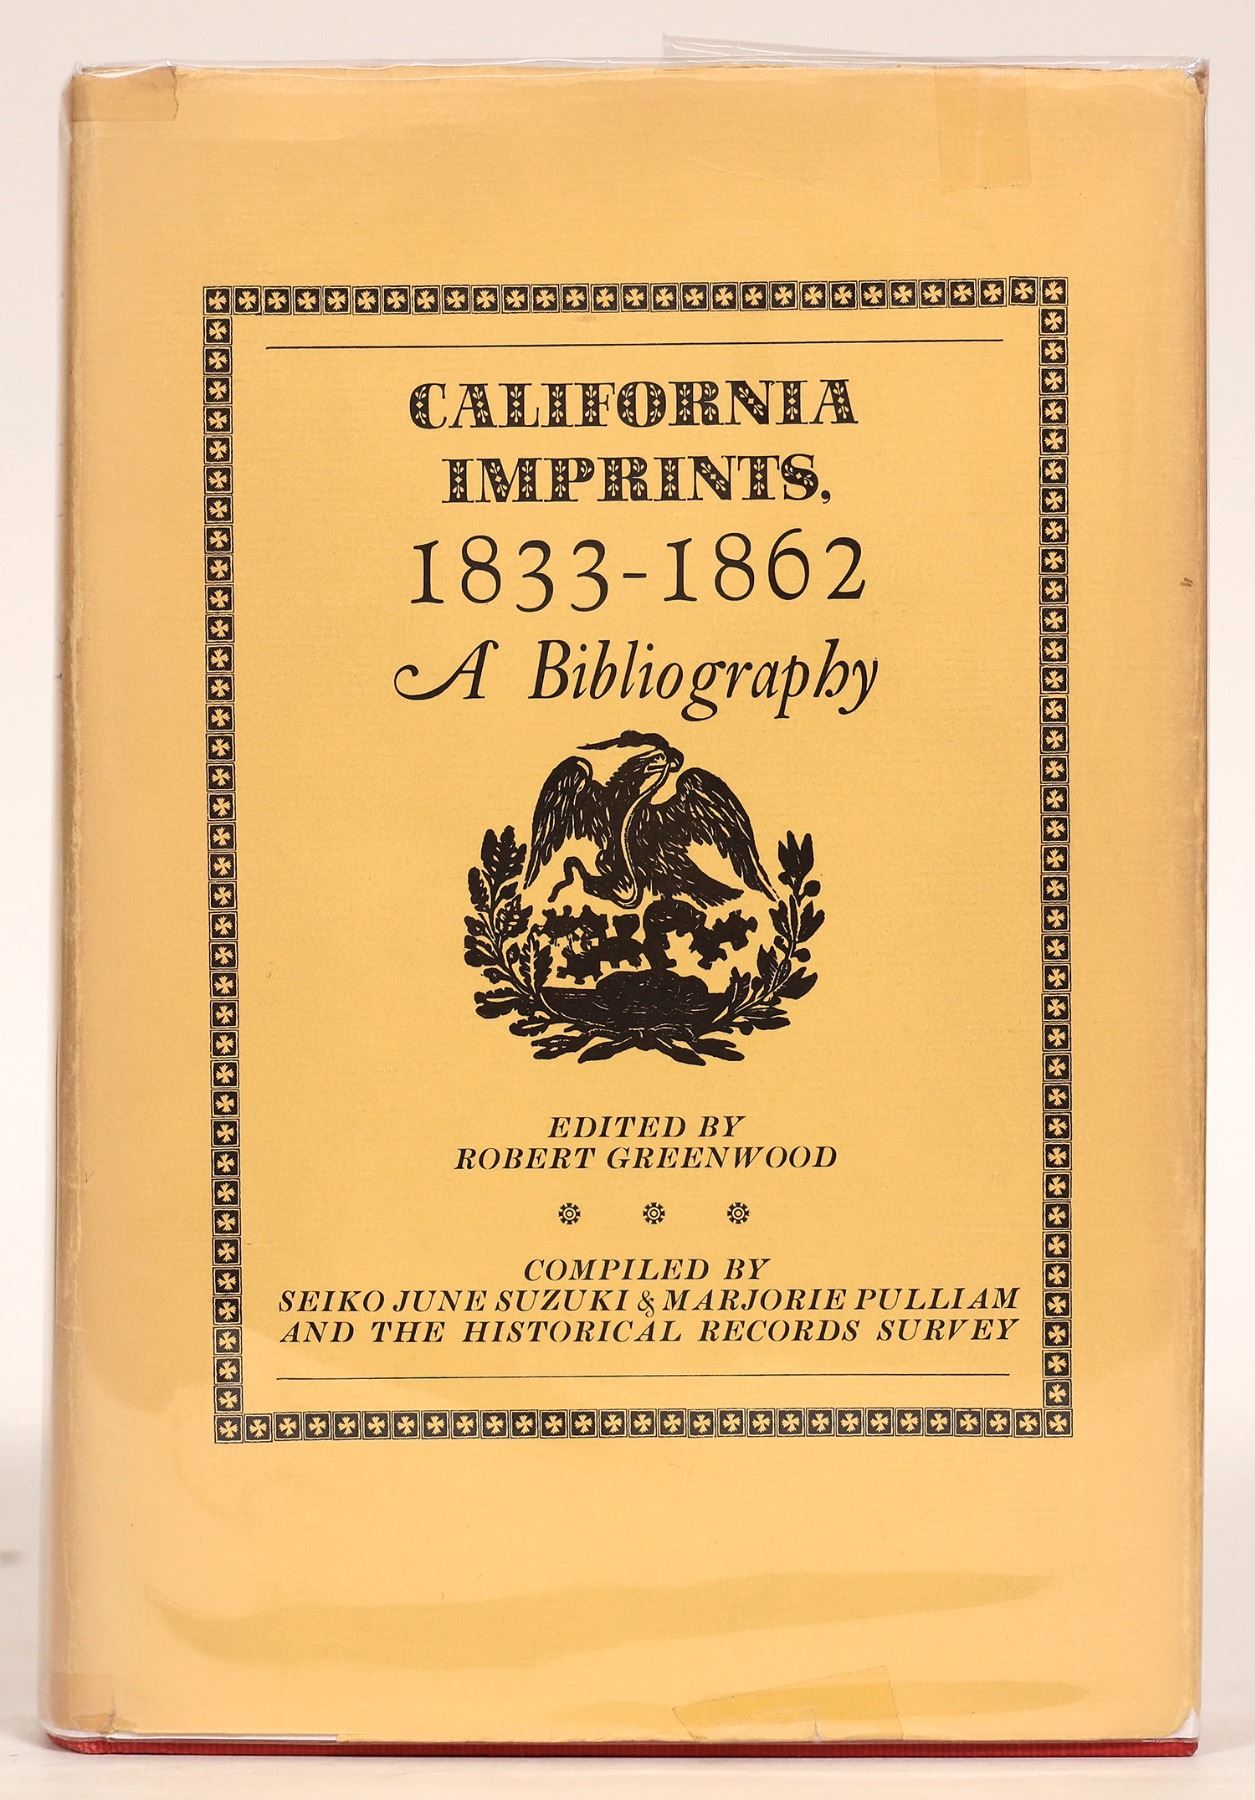 CALIFORNIA
IMPRINTS,
1833-1862
A Bibliography
EDITED BY
ROBERT GREENWOOD
COMPILED BY
SEIKO JUNE SUZUKI & MARJORIE PULLIAM
AND THE HISTORICAL RECORDS SURVEY